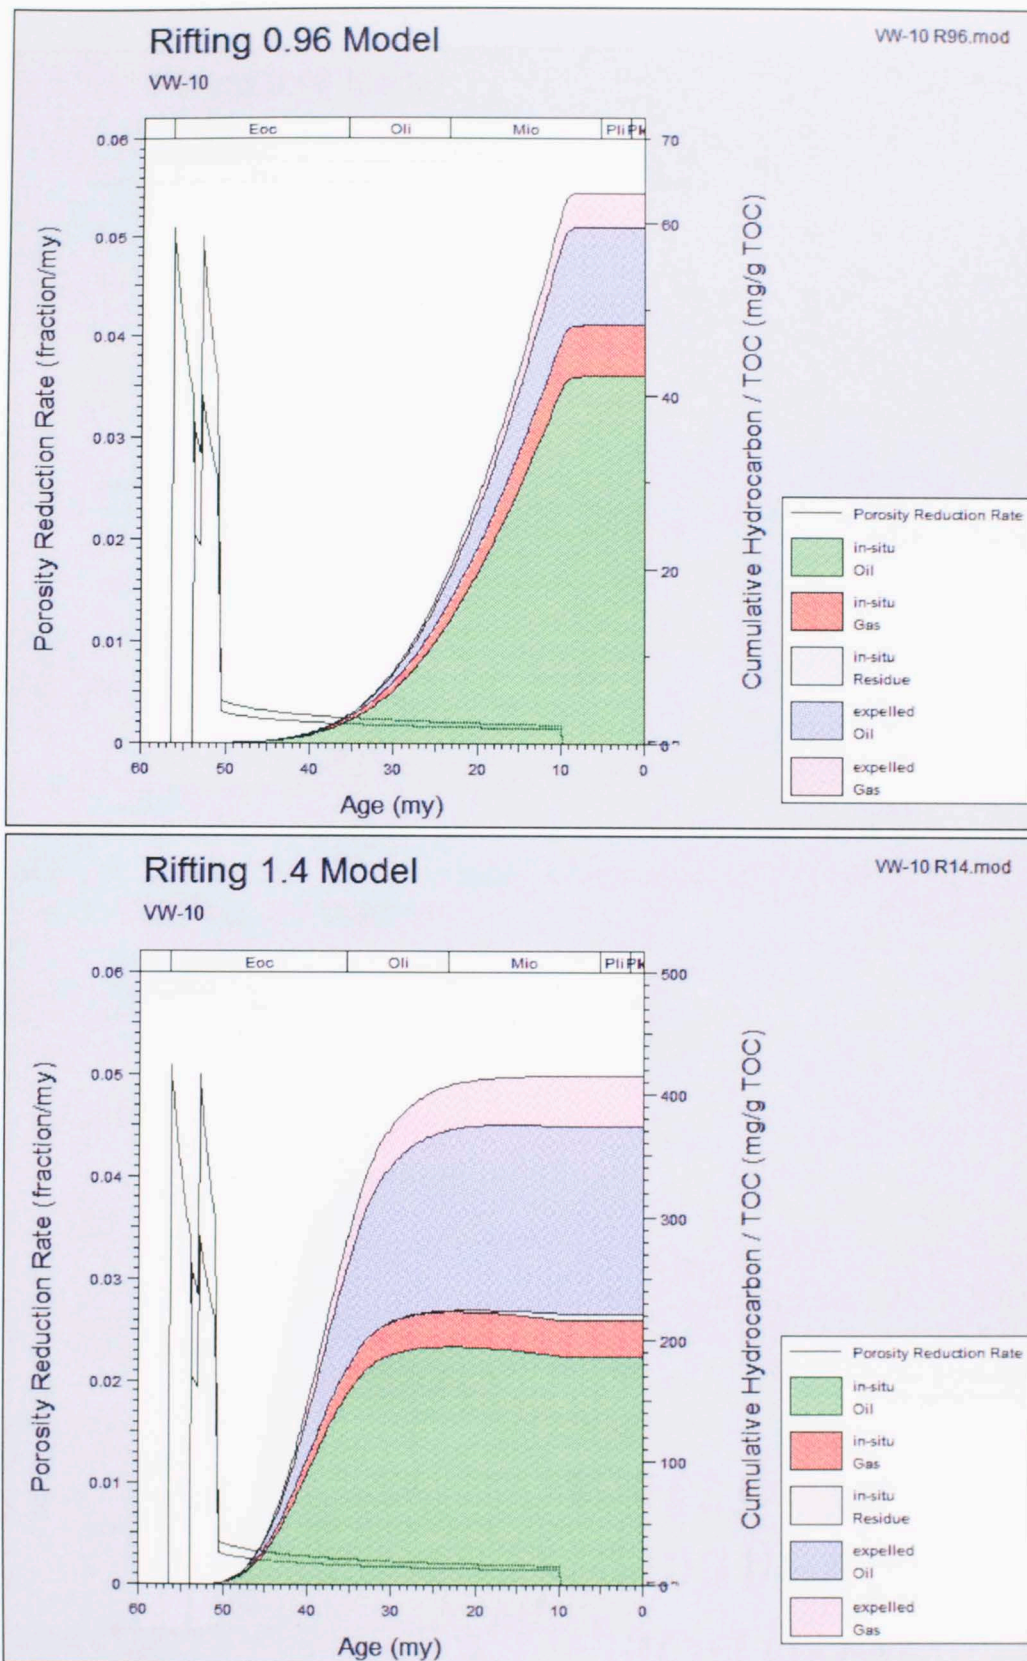 Rifting 0.96 Model
VW-10 R96.mod
VW-10
Eoc Oli Mio Pli
0.06
0.05
0.04
0.03
0.02
0.01
0
Porosity Reduction Rate (fraction/my)
70
60
40
20
Cumulative Hydrocarbon / TOC (mg/g TOC)
60 50 40 30 20 10 0
Age (my)
Porosity Reduction Rate
in-situ
Oil
in-situ
Gas
in-situ
Residue
expelled
Oil
expelled
Gas
Rifting 1.4 Model
VW-10 R14.mod
VW-10
Eoc Oli Mio Pli
0.06
0.05
0.04
0.03
0.02
0.01
0
Porosity Reduction Rate (fraction/my)
500
400
300
200
100
Cumulative Hydrocarbon / TOC (mg/g TOC)
60 50 40 30 20 10 0
Age (my)
Porosity Reduction Rate
in-situ
Oil
in-situ
Gas
in-situ
Residue
expelled
Oil
expelled
Gas